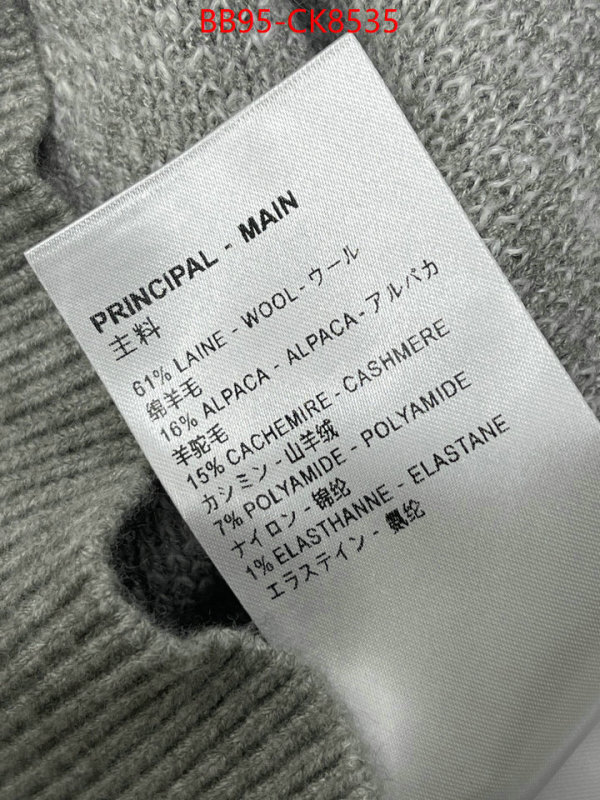 BB95-CK8535
PRINCIPAL - MAIN
主料
61% LAINE - WOOL - ウール
绵羊毛
16% ALPACA - ALPACA - アルパカ
羊驼毛
15% CACHEMIRE - CASHMERE
カシミン - 山羊绒
7% POLYAMIDE - POLYAMIDE
ナイロン - 锦纶
1% ELASTHANNE - ELASTANE
エラステイン - 氨纶